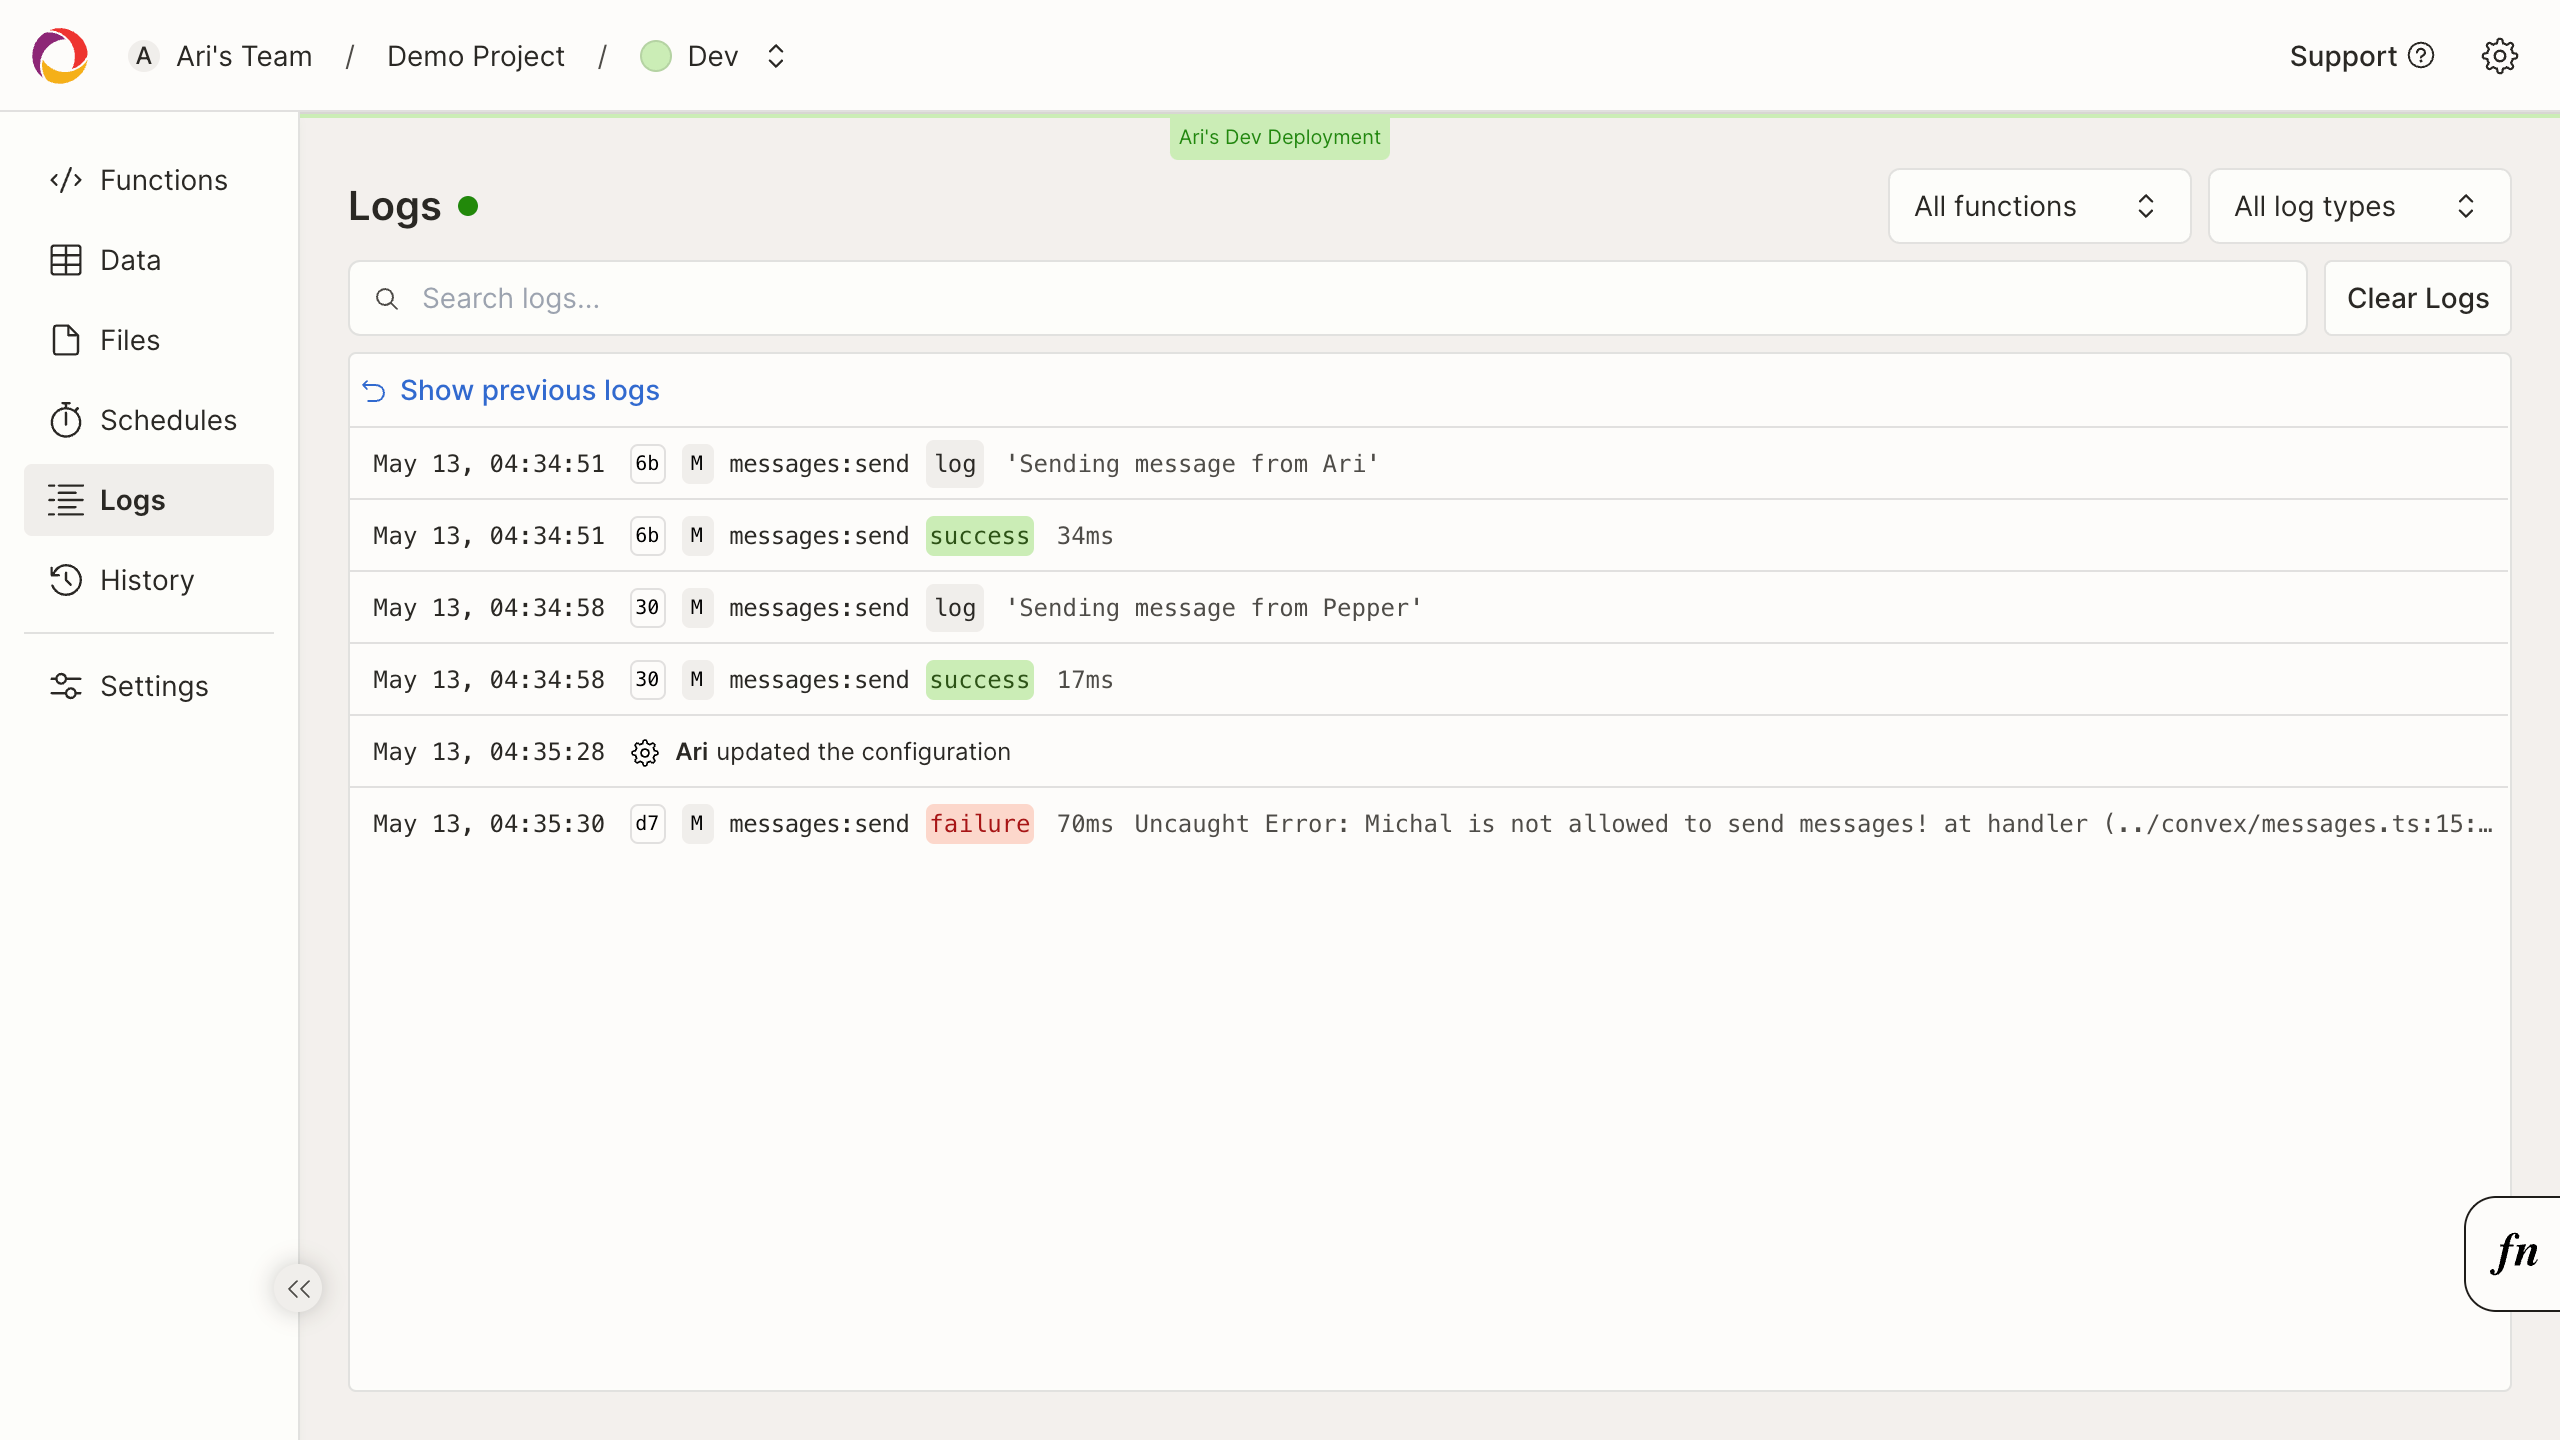 A Ari's Team / Demo Project / Dev
Support
Ari's Dev Deployment
Functions
Data
Files
Schedules
Logs
History
Settings
Logs
All functions
All log types
Search logs...
Clear Logs
Show previous logs
May 13, 04:34:51 6b M messages:send log 'Sending message from Ari'
May 13, 04:34:51 6b M messages:send success 34ms
May 13, 04:34:58 30 M messages:send log 'Sending message from Pepper'
May 13, 04:34:58 30 M messages:send success 17ms
May 13, 04:35:28 Ari updated the configuration
May 13, 04:35:30 d7 M messages:send failure 70ms Uncaught Error: Michal is not allowed to send messages! at handler (../convex/messages.ts:15:…
fn